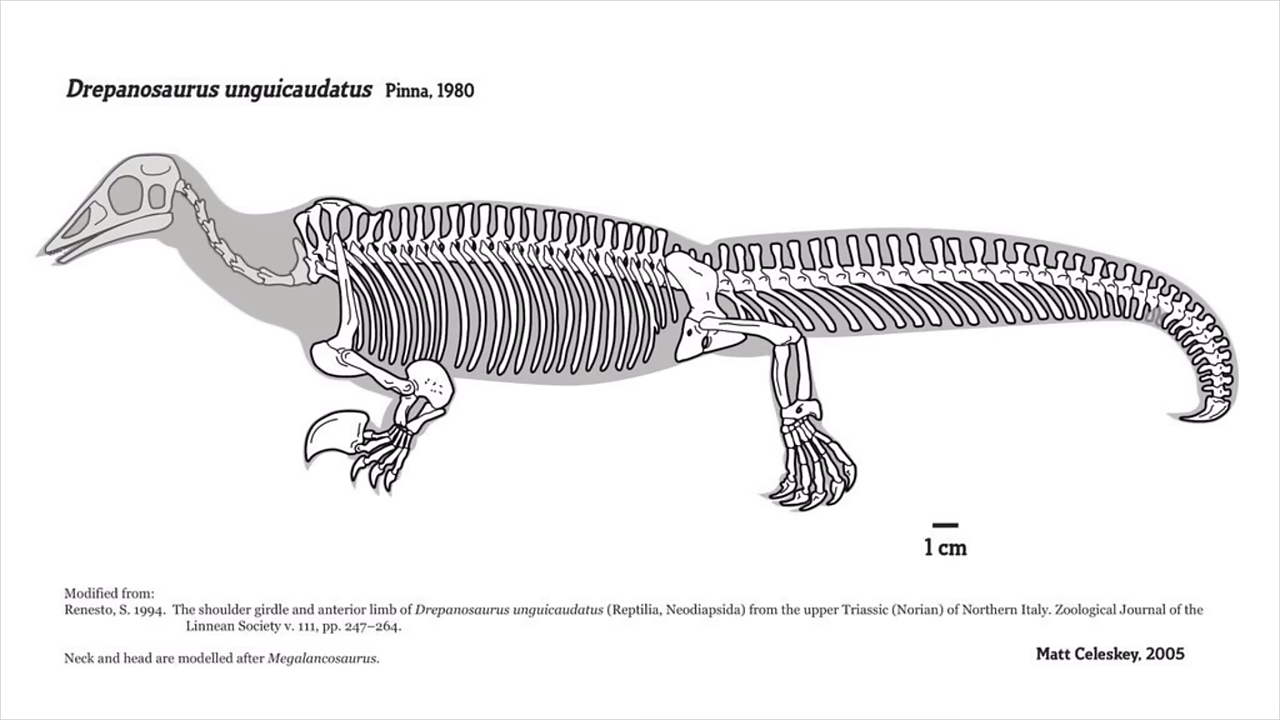 Drepanosaurus unguicaudatus Pinna, 1980
1 cm
Modified from:
Renesto, S. 1994. The shoulder girdle and anterior limb of Drepanosaurus unguicaudatus (Reptilia, Neodiapsida) from the upper Triassic (Norian) of Northern Italy. Zoological Journal of the
Linnean Society v. 111, pp. 247–264.
Neck and head are modelled after Megalancosaurus.
Matt Celeskey, 2005